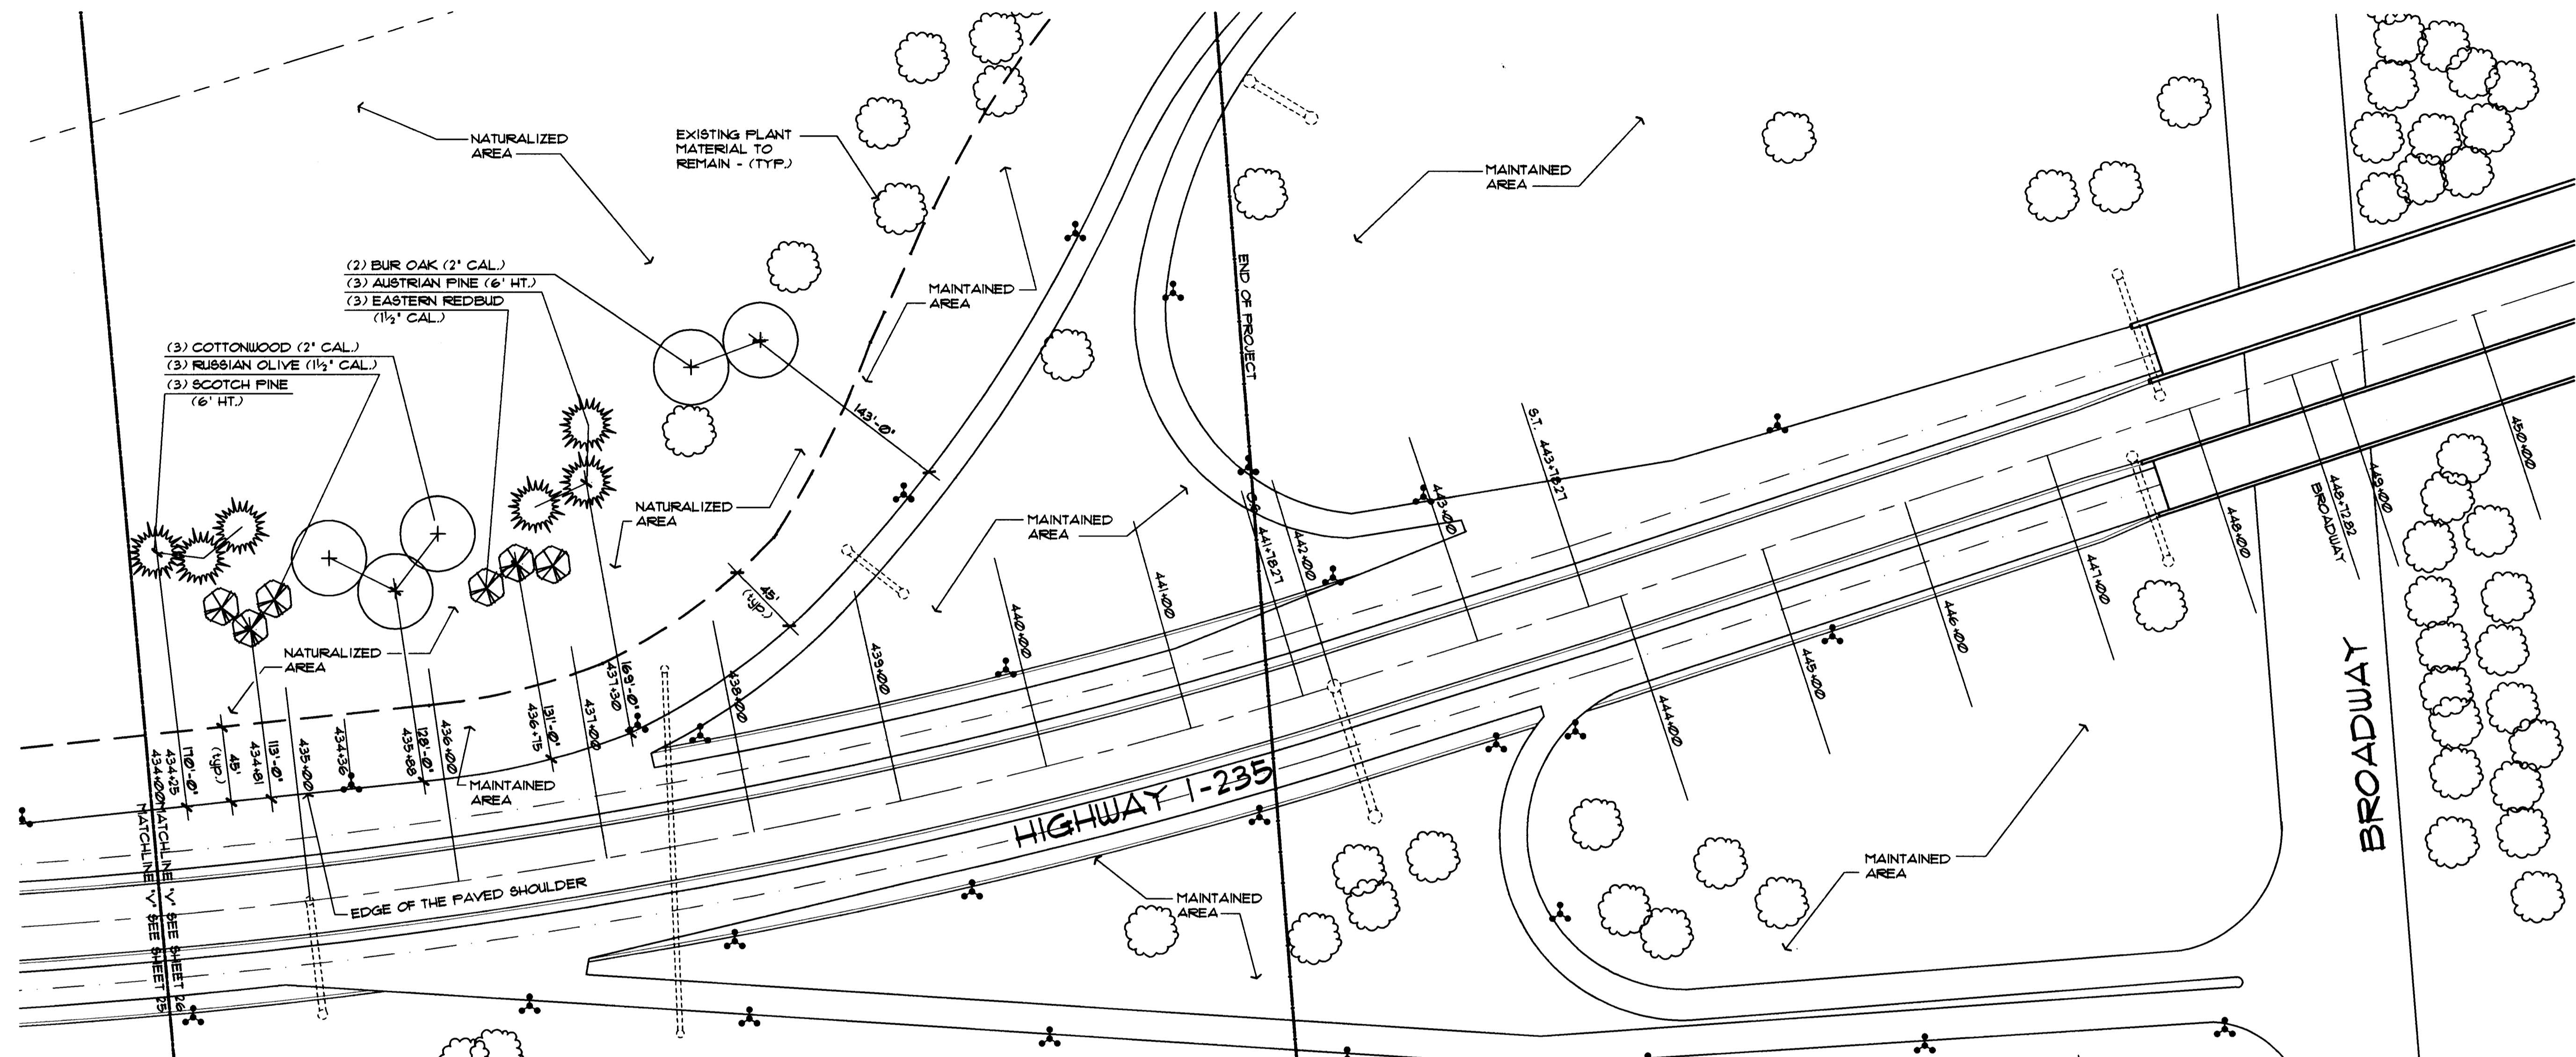 NATURALIZED
AREA
EXISTING PLANT
MATERIAL TO
REMAIN - (TYP.)
MAINTAINED
AREA
(2) BUR OAK (2" CAL.)
(3) AUSTRIAN PINE (6' HT.)
(3) EASTERN REDBUD
(1½" CAL.)
MAINTAINED
AREA
END OF PROJECT
(3) COTTONWOOD (2" CAL.)
(3) RUSSIAN OLIVE (1½" CAL.)
(3) SCOTCH PINE
(6' HT.)
143'-0"
NATURALIZED
AREA
MAINTAINED
AREA
S.T. 443+78.27
443+00
442+00
441+78.27
450+00
449+00
448+72.82
BROADWAY
448+00
447+00
446+00
445+00
444+00
441+00
440+00
439+00
438+00
45'
(typ.)
NATURALIZED
AREA
169'-0"
437+30
437+00
131'-0"
436+75
436+00
128'-0"
435+88
434+36
435+00
113'-0"
434+81
45'
(typ.)
170'-0"
434+25
434+00
MAINTAINED
AREA
MATCHLINE 'V' SEE SHEET 26
MATCHLINE 'V' SEE SHEET 25
EDGE OF THE PAVED SHOULDER
HIGHWAY I-235
BROADWAY
MAINTAINED
AREA
MAINTAINED
AREA